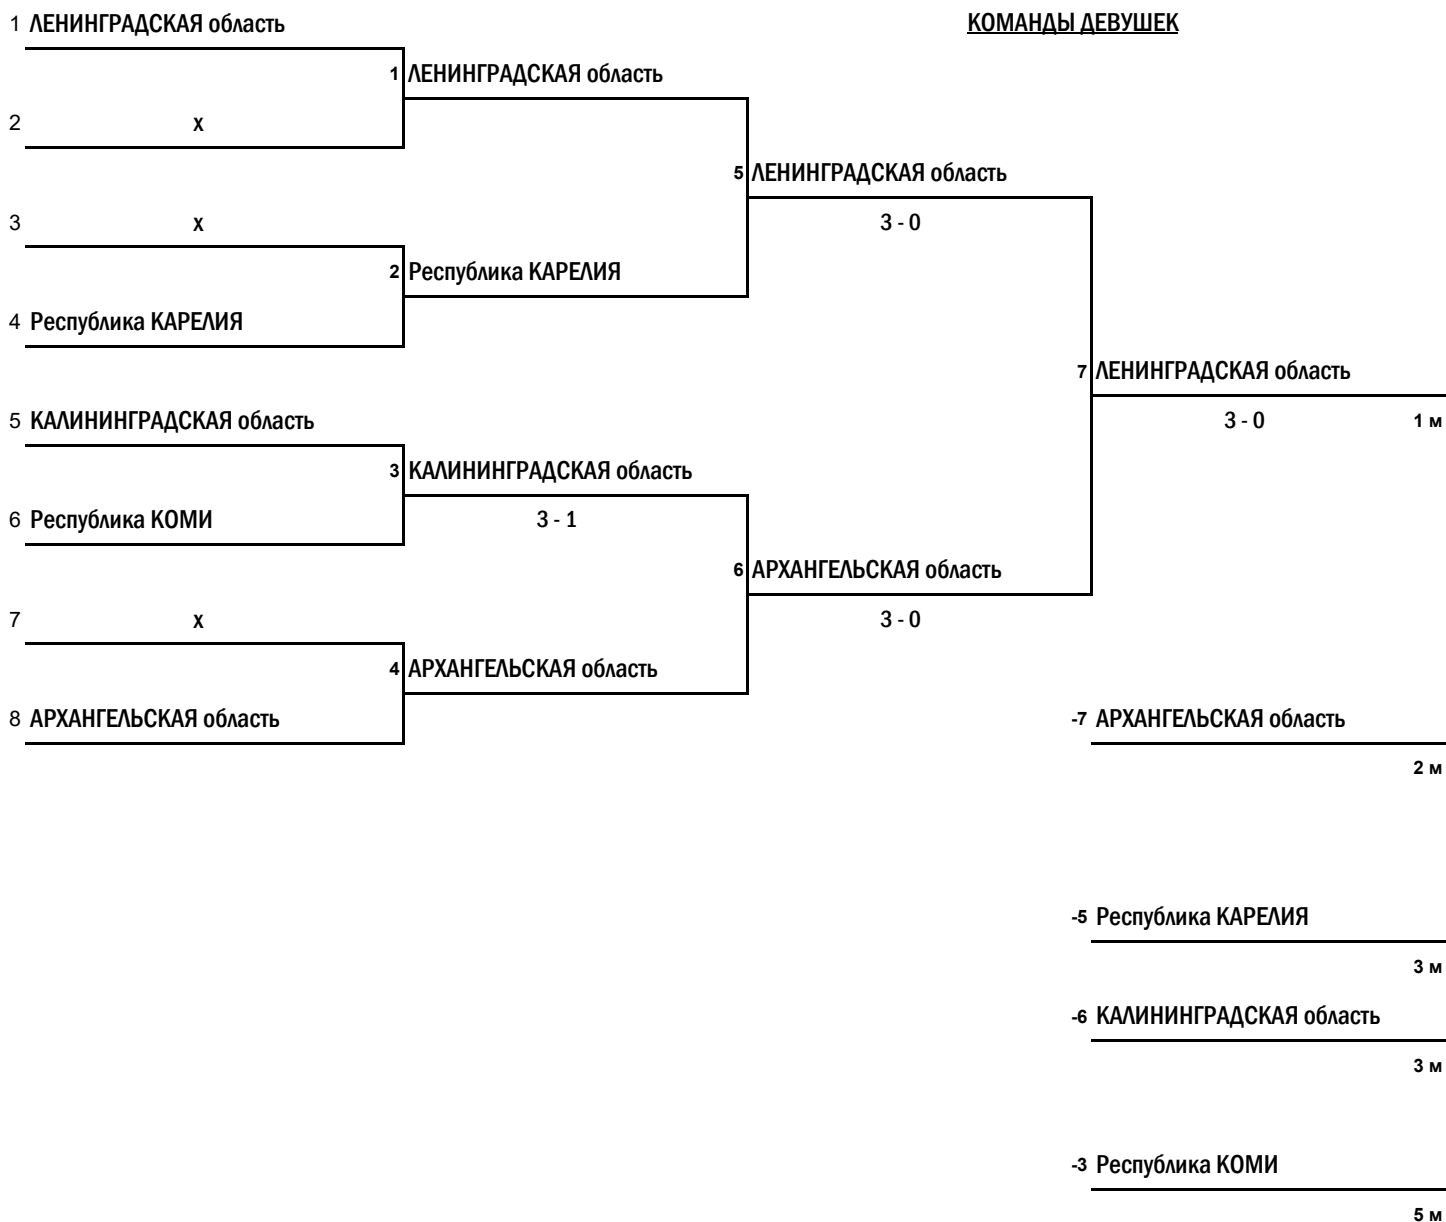 1 ЛЕНИНГРАДСКАЯ область
КОМАНДЫ ДЕВУШЕК
1 ЛЕНИНГРАДСКАЯ область
2 х
5 ЛЕНИНГРАДСКАЯ область
3 х
3 - 0
2 Республика КАРЕЛИЯ
4 Республика КАРЕЛИЯ
7 ЛЕНИНГРАДСКАЯ область
5 КАЛИНИНГРАДСКАЯ область
3 - 0 1 м
3 КАЛИНИНГРАДСКАЯ область
6 Республика КОМИ
3 - 1
6 АРХАНГЕЛЬСКАЯ область
7 х
3 - 0
4 АРХАНГЕЛЬСКАЯ область
8 АРХАНГЕЛЬСКАЯ область
-7 АРХАНГЕЛЬСКАЯ область
2 м
-5 Республика КАРЕЛИЯ
3 м
-6 КАЛИНИНГРАДСКАЯ область
3 м
-3 Республика КОМИ
5 м